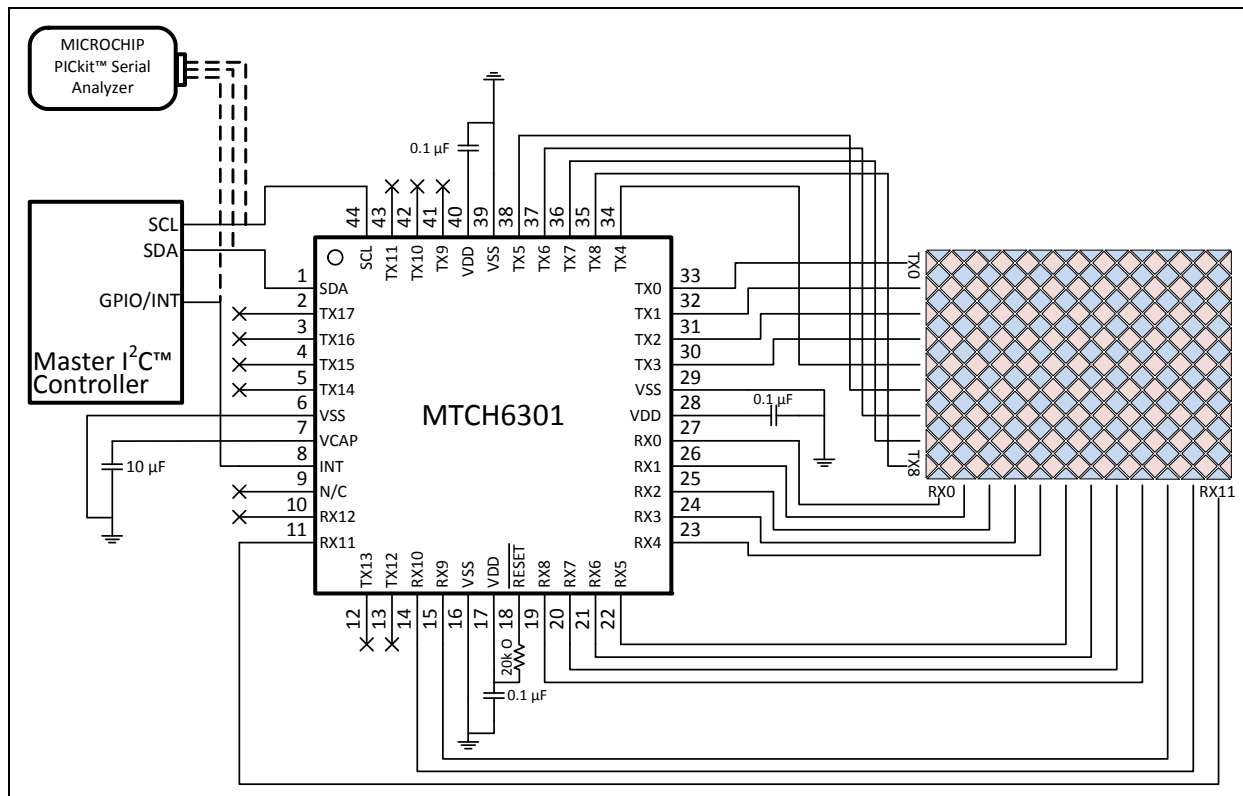 MICROCHIP
PICkit™ Serial
Analyzer
SCL
SDA
GPIO/INT
Master I²C™
Controller
0.1 µF
44
43
42
41
40
39
38
37
36
35
34
SCL
TX11
TX10
TX9
VDD
VSS
TX5
TX6
TX7
TX8
TX4
1
SDA
2
TX17
3
TX16
4
TX15
5
TX14
6
VSS
7
VCAP
8
INT
9
N/C
10
RX12
11
RX11
10 µF
MTCH6301
33
TX0
32
TX1
31
TX2
30
TX3
29
VSS
28
VDD
27
RX0
26
RX1
25
RX2
24
RX3
23
RX4
0.1 µF
TX0
TX8
RX0
RX11
TX13
TX12
RX10
RX9
VSS
VDD
RESET
RX8
RX7
RX6
RX5
12
13
14
15
16
17
18
19
20
21
22
20k Ω
0.1 µF